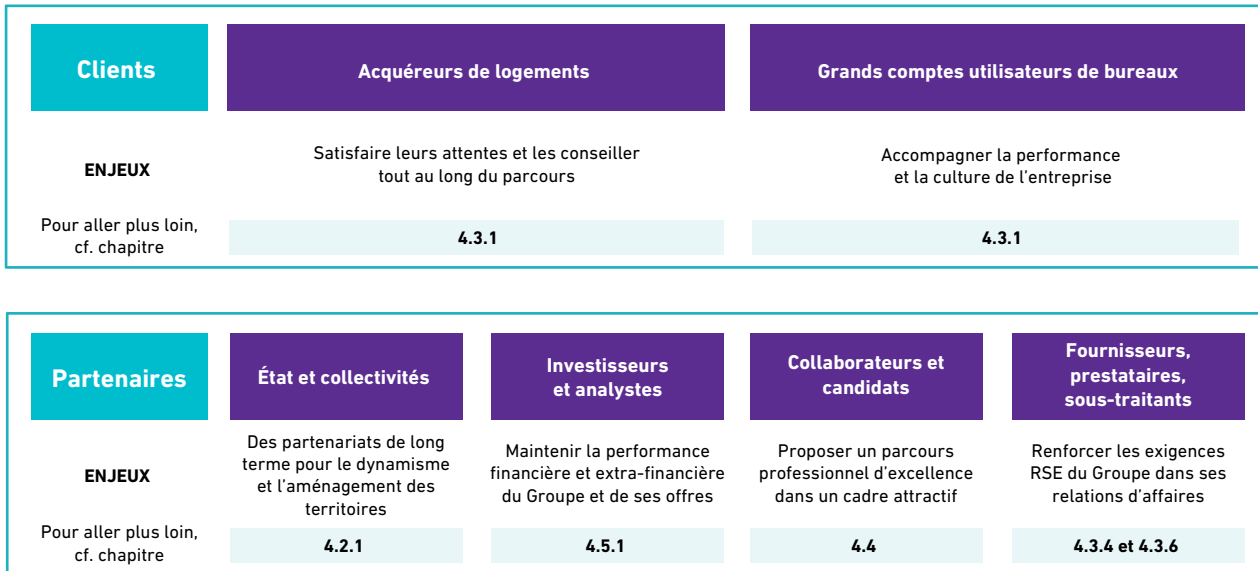 Clients
Acquéreurs de logements
Grands comptes utilisateurs de bureaux
ENJEUX
Satisfaire leurs attentes et les conseiller
tout au long du parcours
Accompagner la performance
et la culture de l’entreprise
Pour aller plus loin,
cf. chapitre
4.3.1
4.3.1
Partenaires
État et collectivités
Investisseurs
et analystes
Collaborateurs et
candidats
Fournisseurs,
prestataires,
sous-traitants
ENJEUX
Des partenariats de long
terme pour le dynamisme
et l’aménagement des
territoires
Maintenir la performance
financière et extra-financière
du Groupe et de ses offres
Proposer un parcours
professionnel d’excellence
dans un cadre attractif
Renforcer les exigences
RSE du Groupe dans ses
relations d’affaires
Pour aller plus loin,
cf. chapitre
4.2.1
4.5.1
4.4
4.3.4 et 4.3.6